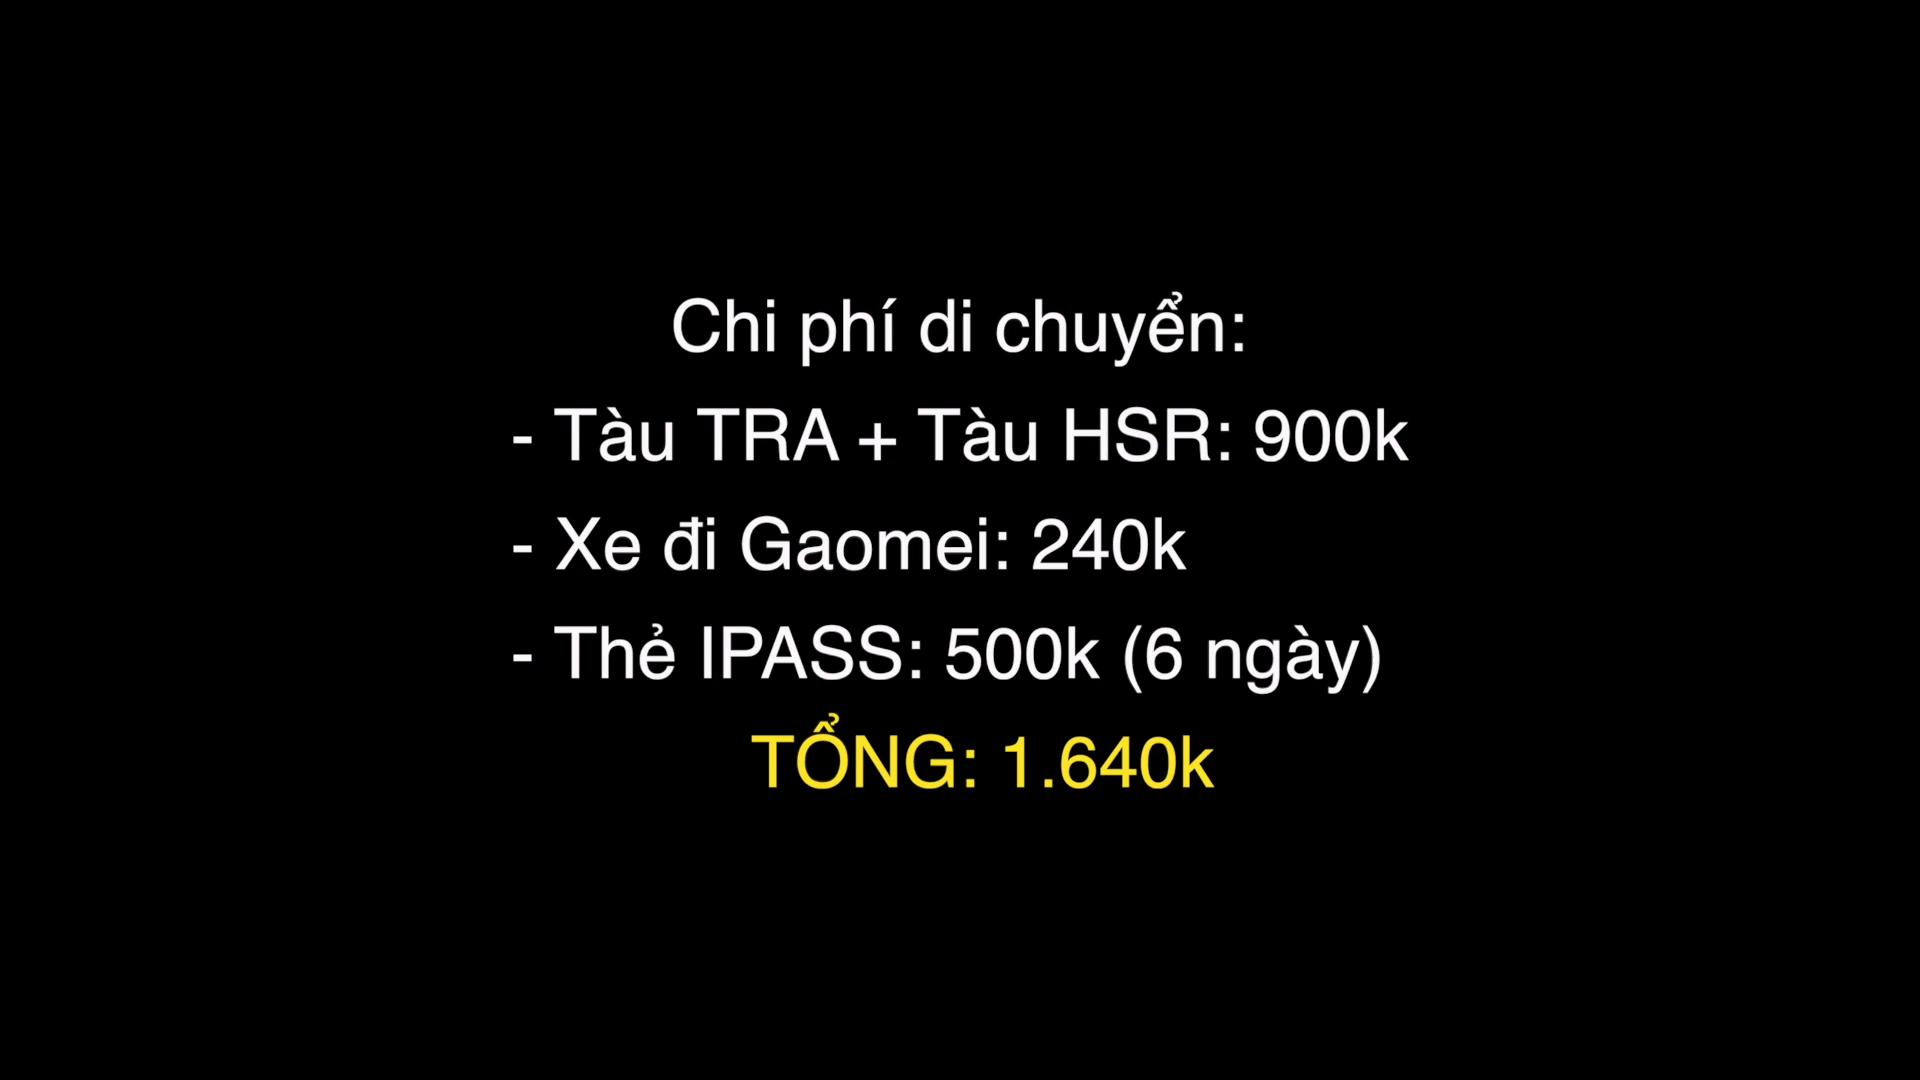 Chi phí di chuyển:
- Tàu TRA + Tàu HSR: 900k
- Xe đi Gaomei: 240k
- Thẻ IPASS: 500k (6 ngày)
TỔNG: 1.640k